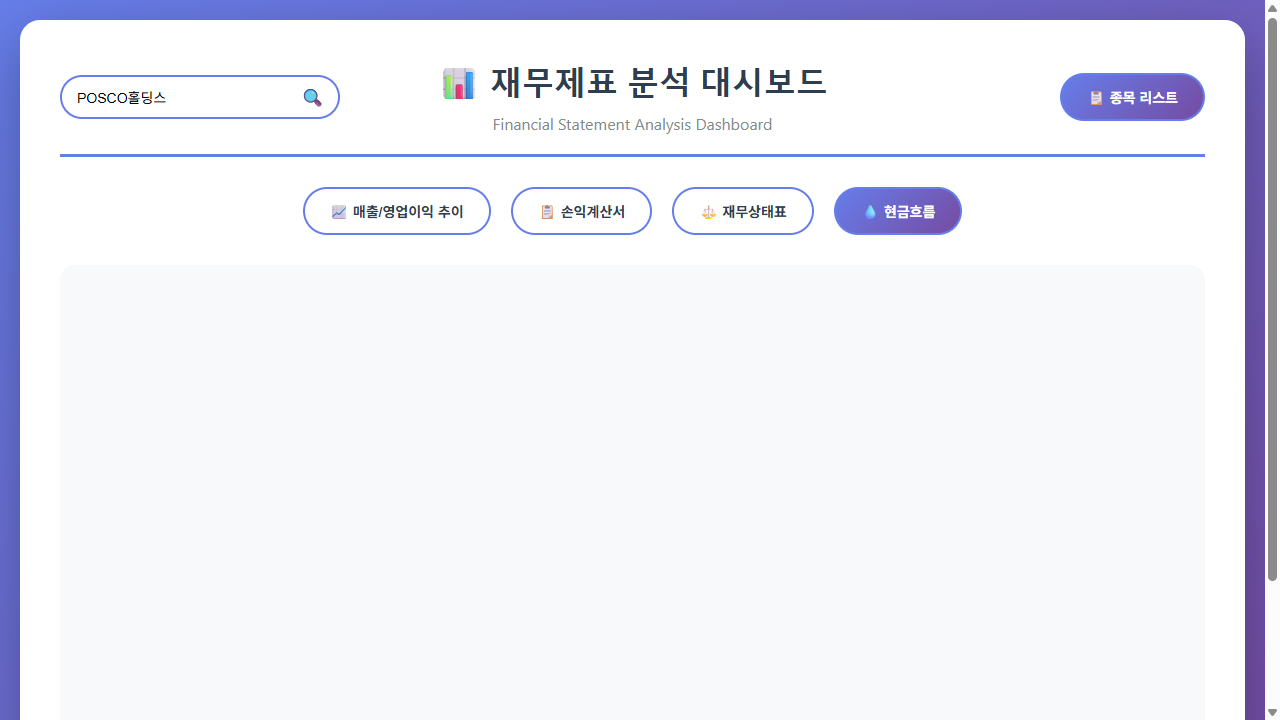 POSCO홀딩스
재무제표 분석 대시보드
Financial Statement Analysis Dashboard
종목 리스트
매출/영업이익 추이
손익계산서
재무상태표
현금흐름